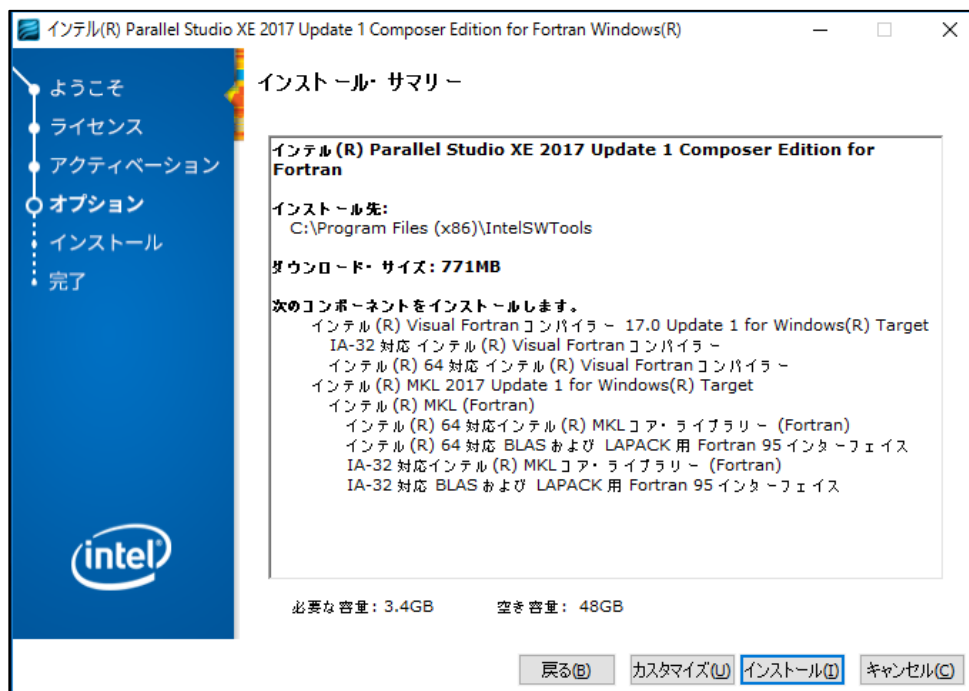 インテル(R) Parallel Studio XE 2017 Update 1 Composer Edition for Fortran Windows(R)
ようこそ
ライセンス
アクティベーション
オプション
インストール
完了
intel
インストール・サマリー
インテル(R) Parallel Studio XE 2017 Update 1 Composer Edition for
Fortran
インストール先:
C:\Program Files (x86)\IntelSWTools
ダウンロード・サイズ: 771MB
次のコンポーネントをインストールします。
インテル(R) Visual Fortran コンパイラー 17.0 Update 1 for Windows(R) Target
IA-32 対応 インテル(R) Visual Fortran コンパイラー
インテル(R) 64 対応 インテル(R) Visual Fortran コンパイラー
インテル(R) MKL 2017 Update 1 for Windows(R) Target
インテル(R) MKL (Fortran)
インテル(R) 64 対応インテル(R) MKL コア・ライブラリー (Fortran)
インテル(R) 64 対応 BLAS および LAPACK 用 Fortran 95 インターフェイス
IA-32 対応インテル(R) MKL コア・ライブラリー (Fortran)
IA-32 対応 BLAS および LAPACK 用 Fortran 95 インターフェイス
必要な容量: 3.4GB 空き容量: 48GB
戻る(B) カスタマイズ(U) インストール(I) キャンセル(C)